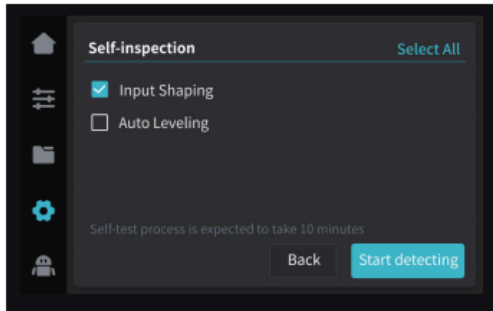 Self-inspection Select All
Input Shaping
Auto Leveling
Self-test process is expected to take 10 minutes
Back Start detecting